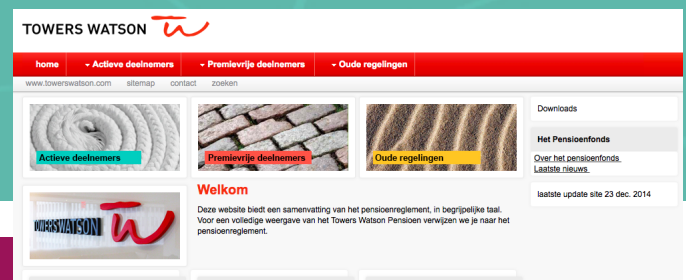 TOWERS WATSON
home Actieve deelnemers Premievrije deelnemers Oude regelingen
www.towerswatson.com sitemap contact zoeken
Actieve deelnemers
Premievrije deelnemers
Oude regelingen
Downloads
Het Pensioenfonds
Over het pensioenfonds
Laatste nieuws
laatste update site 23 dec. 2014
TOWERS WATSON
Welkom
Deze website biedt een samenvatting van het pensioenreglement, in begrijpelijke taal.
Voor een volledige weergave van het Towers Watson Pensioen verwijzen we je naar het
pensioenreglement.